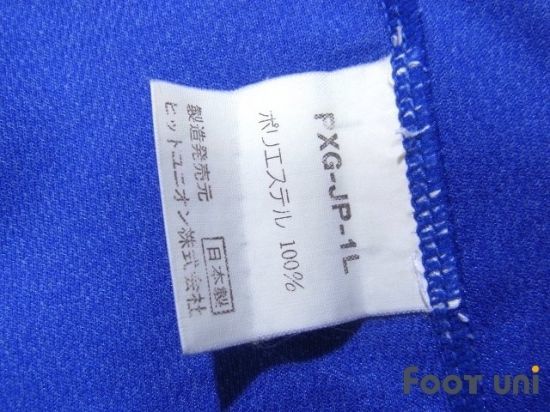 PXG-JP-1L
ポリエステル 100%
日本製
製造発売元
ヒットユニオン株式会社
FOOT UNi